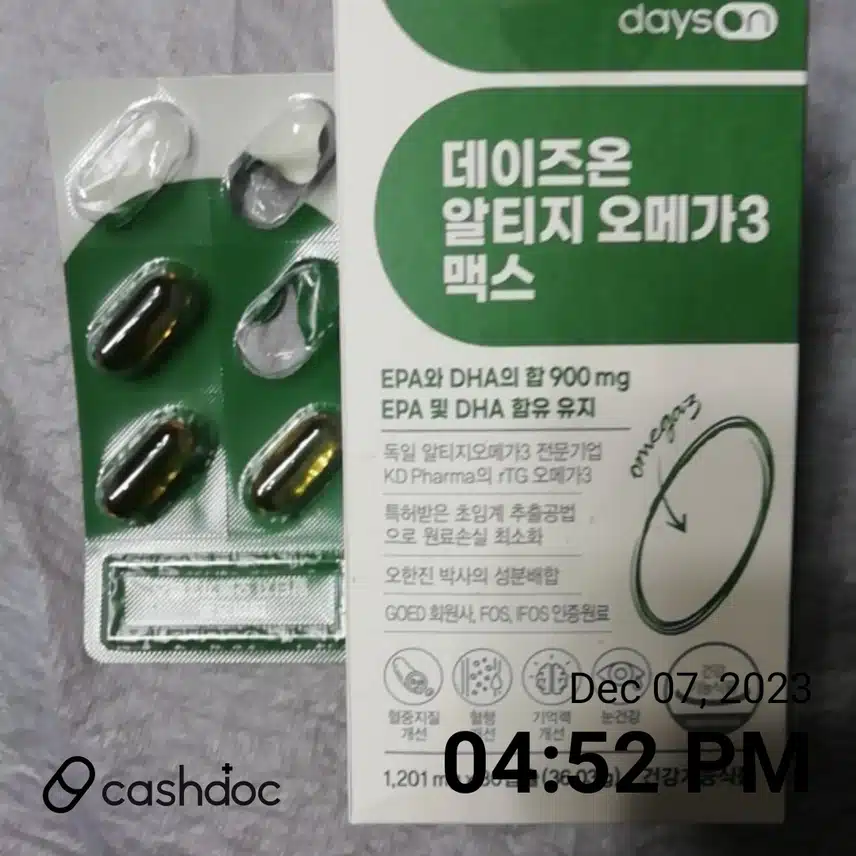 dayson
데이즈온
알티지 오메가3
맥스
EPA와 DHA의 합 900 mg
EPA 및 DHA 함유 유지
독일 알티지오메가3 전문기업
KD Pharma의 rTG 오메가3
특허받은 초임계 추출공법
으로 원료손실 최소화
오한진 박사의 성분배합
GOED 회원사, FOS, IFOS 인증원료
omega3
혈중지질
개선
혈행
개선
기억력
개선
눈건강
Dec 07, 2023
04:52 PM
1,201
cashdoc